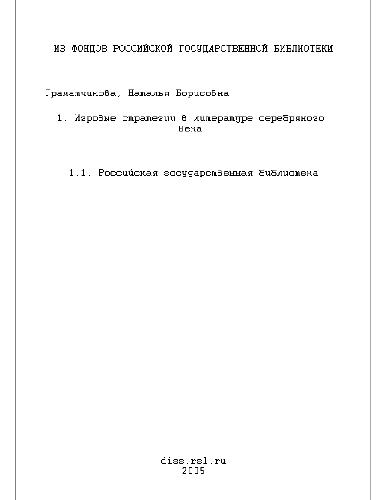 ИЗ ФОНДОВ РОССИЙСКОЙ ГОСУДАРСТВЕННОЙ БИБЛИОТЕКИ
Граматчикова, Наталья Борисовна
1. Игровые стратегии в литературе серебряного
века
1.1. Российская государственная библиотека
diss.rsl.ru
2005